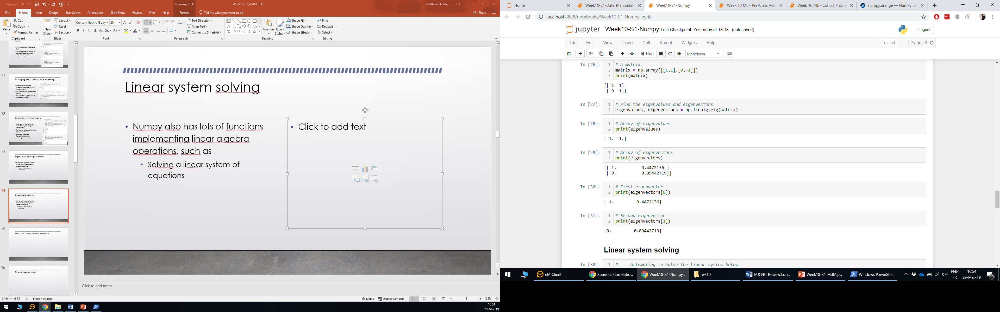 AutoSave Off
Drawing Tools
Week10-S1_MdM.pptx
Matthieu De Mari
File Home Insert Design Transitions Animations Slide Show Review View Help Format Tell me what you want to do Share
Paste
Cut
Copy
Format Painter
Clipboard
New Slide
Layout
Reset
Section
Slides
Century Gothic (Body 20
Font
Text Direction
Align Text
Convert to SmartArt
Paragraph
Arrange
Quick Styles
Shape Fill
Shape Outline
Shape Effects
Drawing
Find
Replace
Select
Editing
11
Reshaping into 1D arrays, a.k.a. flattening.
12
Reshaping and transposing
13
Eigenvalues and eigenvectors
14
Linear system solving
15
Min, Max, Mean, Median, Percentile
16
Five-number summary
Linear system solving
• Numpy also has lots of functions
implementing linear algebra
operations, such as
• Solving a linear system of
equations
• Click to add text
Click to add notes
Slide 14 of 33 French (France)
Notes Display Settings 122%
16:54
29-Mar-19
Home
Week10-S1-Data_Manipulati
Week10-S1-Numpy
Week 10 ML - Pre-Class Activ
Week 10 ML - Cohort Proble
numpy.arange — NumPy v1.
localhost:8888/notebooks/Week10-S1-Numpy.ipynb
jupyter Week10-S1-Numpy Last Checkpoint: Yesterday at 13:18 (autosaved)
Logout
File Edit View Insert Cell Kernel Widgets Help
Trusted Python 3
Run Markdown
In [26]:
1 # A matrix
2 matrix = np.array([[1,1],[0,-1]])
3 print(matrix)
[[ 1 1]
[ 0 -1]]
In [27]:
1 # Find the eigenvalues and eigenvectors
2 eigenvalues, eigenvectors = np.linalg.eig(matrix)
In [28]:
1 # Array of eigenvalues
2 print(eigenvalues)
[ 1. -1.]
In [29]:
1 # Array of eigenvectors
2 print(eigenvectors)
[[ 1. -0.4472136 ]
[ 0. 0.89442719]]
In [30]:
1 # First eigenvector
2 print(eigenvectors[0])
[ 1. -0.4472136]
In [31]:
1 # Second eigenvector
2 print(eigenvectors[1])
[0. 0.89442719]
Linear system solving
In [32]:
1 # --- Attempting to solve the linear system below
eM Client
Spurious Correlatio...
Week10-S1-Numpy...
wk10
EUCNC_Review3.do...
Week10-S1_MdM.p...
Windows PowerShell
ENG
FR
16:54
29-Mar-19
10